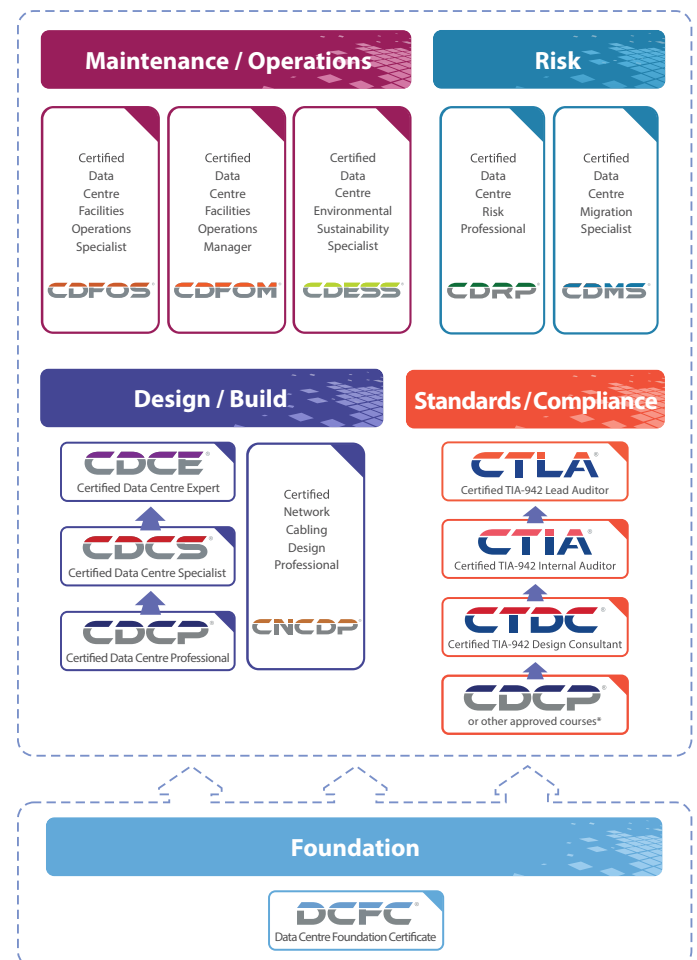 Maintenance / Operations
Certified
Data
Centre
Facilities
Operations
Specialist
CDFOS®
Certified
Data
Centre
Facilities
Operations
Manager
CDFOM®
Certified
Data
Centre
Environmental
Sustainability
Specialist
CDESS®
Risk
Certified
Data
Centre
Risk
Professional
CDRP®
Certified
Data
Centre
Migration
Specialist
CDMS®
Design / Build
CDCE®
Certified Data Centre Expert
CDCS®
Certified Data Centre Specialist
CDCP®
Certified Data Centre Professional
Certified
Network
Cabling
Design
Professional
CNCDP®
Standards / Compliance
CTLA®
Certified TIA-942 Lead Auditor
CTIA®
Certified TIA-942 Internal Auditor
CTDC®
Certified TIA-942 Design Consultant
CDCP®
or other approved courses*
Foundation
DCFC®
Data Centre Foundation Certificate